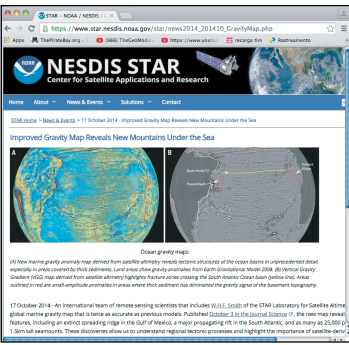 STAR – NOAA / NESDIS / C
https://www.star.nesdis.noaa.gov/star/news2014_201410_GravityMap.php
Apps ThePirateBay.org – (966) TheGeoModel https://www.youtub recarga tim Rastreamento
NOAA
NESDIS STAR
Center for Satellite Applications and Research
Home About News & Events Solutions Contact
STAR Home > News & Events > 17 October 2014 - Improved Gravity Map Reveals New Mountains Under the Sea
Improved Gravity Map Reveals New Mountains Under the Sea
A B
Ocean gravity maps
(A) New marine gravity anomaly map derived from satellite altimetry reveals tectonic structures of the ocean basins in unprecedented detail,
especially in areas covered by thick sediments. Land areas show gravity anomalies from Earth Gravitational Model 2008. (B) Vertical Gravity
Gradient (VGG) map derived from satellite altimetry highlights fracture zones crossing the South Atlantic Ocean basin (yellow line). Areas
outlined in red are small-amplitude anomalies in areas where thick sediment has diminished the gravity signal of the basement topography.
17 October 2014 - An international team of remote sensing scientists that includes W.H.F. Smith of the STAR Laboratory for Satellite Altime
global marine gravity map that is twice as accurate as previous models. Published October 3 in the journal Science, the new map reveal
features, including an extinct spreading ridge in the Gulf of Mexico, a major propagating rift in the South Atlantic, and as many as 25,000 p
1.5km tall seamounts. These discoveries allow us to understand regional tectonic processes and highlight the importance of satellite-deriv